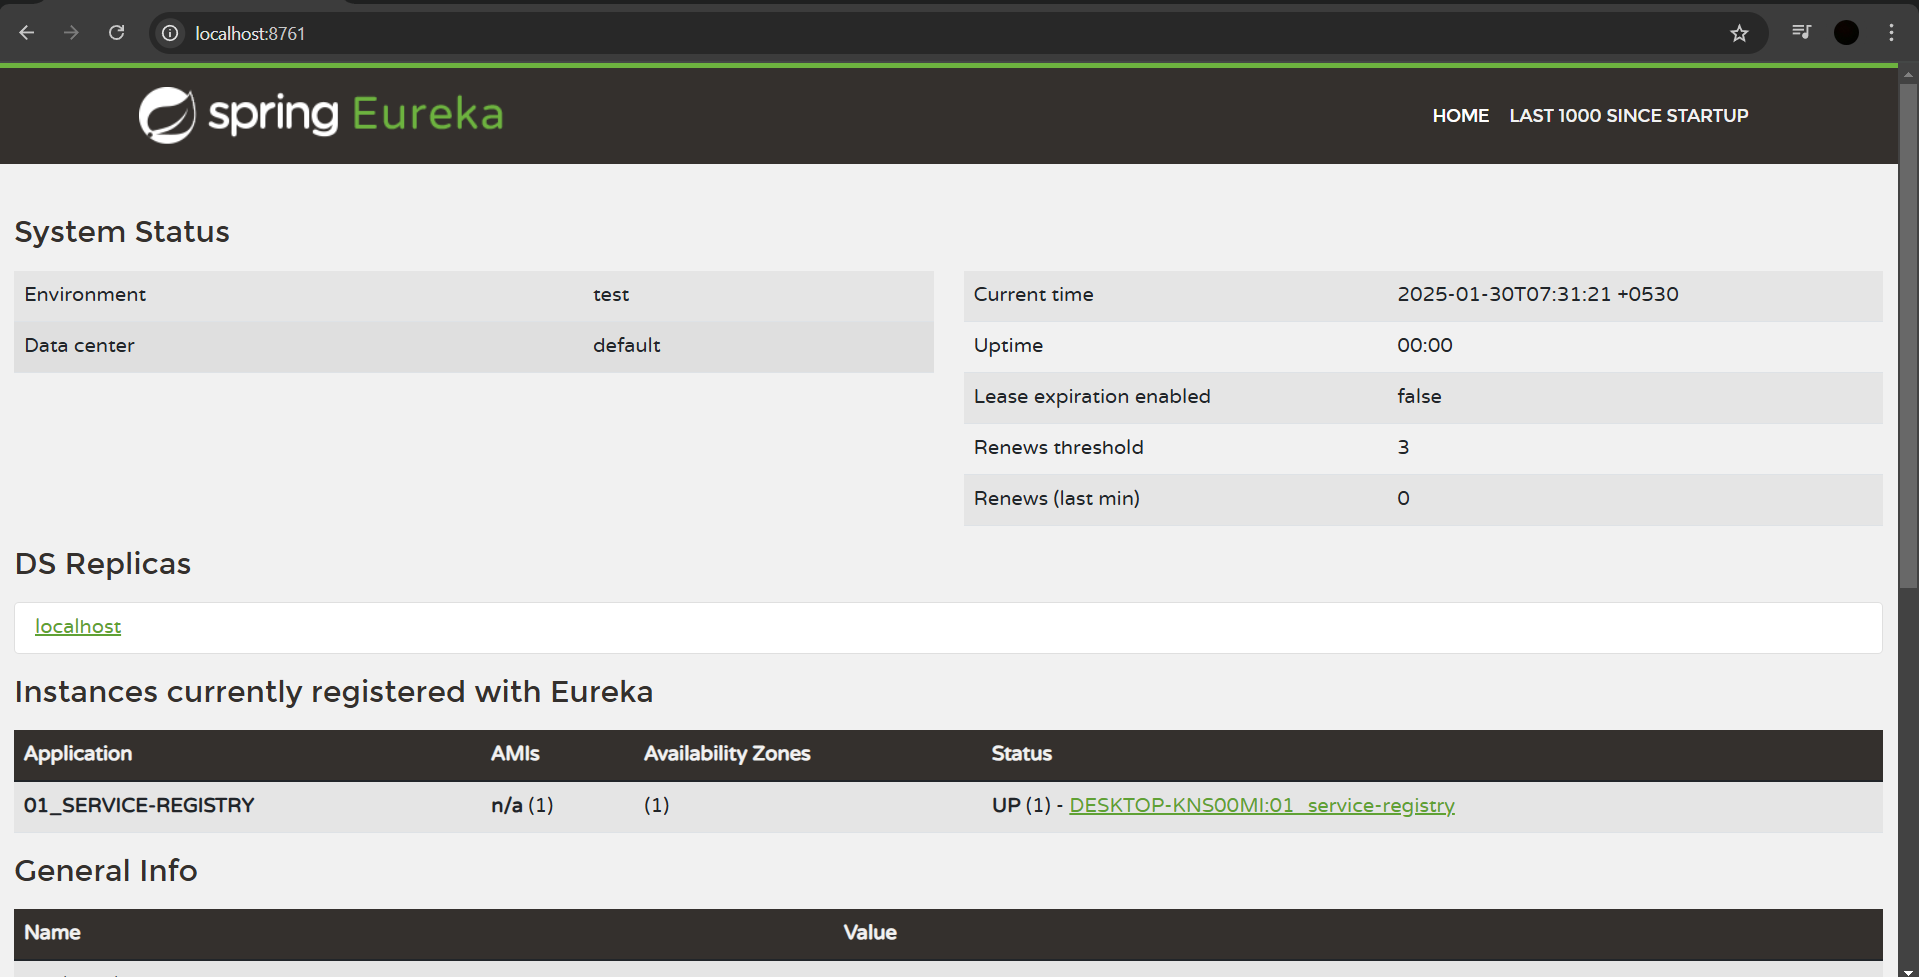 localhost:8761
spring Eureka
HOME LAST 1000 SINCE STARTUP
System Status
Environment test
Data center default
Current time 2025-01-30T07:31:21 +0530
Uptime 00:00
Lease expiration enabled false
Renews threshold 3
Renews (last min) 0
DS Replicas
localhost
Instances currently registered with Eureka
Application AMIs Availability Zones Status
01_SERVICE-REGISTRY n/a (1) (1) UP (1) - DESKTOP-KNS00MI:01_service-registry
General Info
Name Value